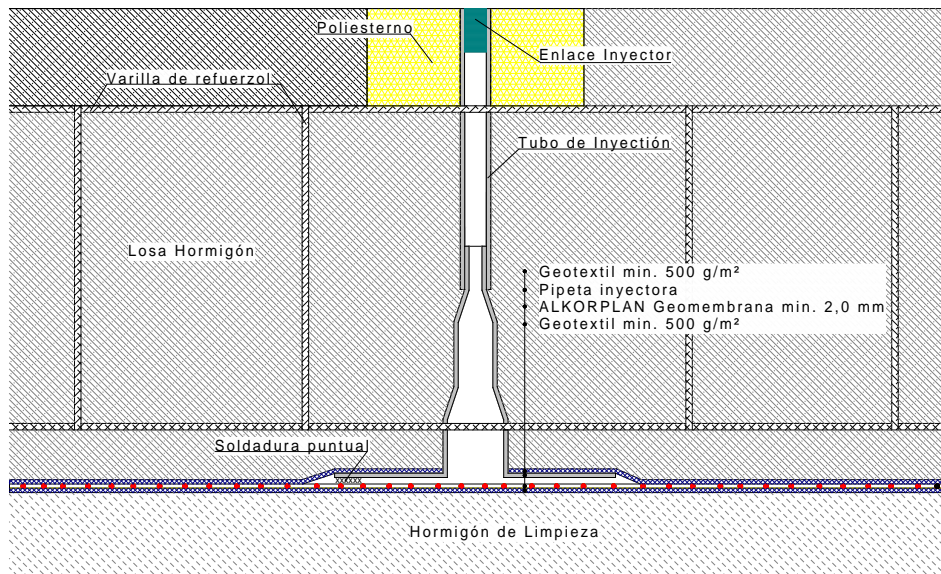 Poliesterno
Enlace Inyector
Varilla de refuerzol
Tubo de Inyectión
Losa Hormigón
Geotextil min. 500 g/m²
Pipeta inyectora
ALKORPLAN Geomembrana min. 2,0 mm
Geotextil min. 500 g/m²
Soldadura puntual
Hormigón de Limpieza